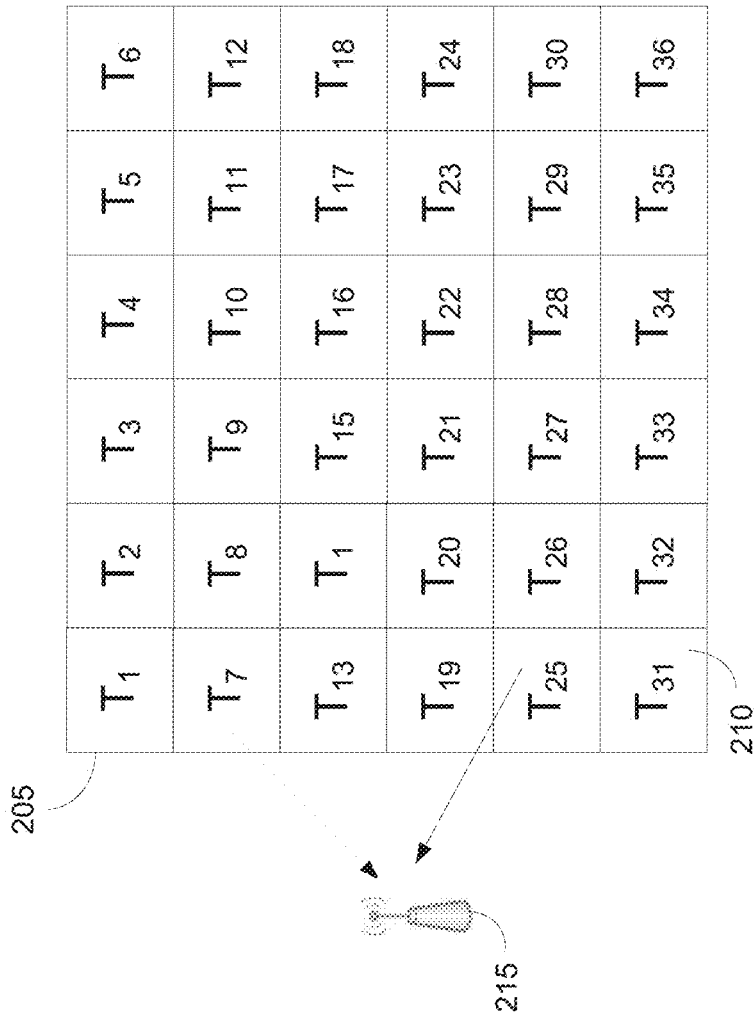 205
T₁ T₂ T₃ T₄ T₅ T₆
T₇ T₈ T₉ T₁₀ T₁₁ T₁₂
T₁₃ T₁ T₁₅ T₁₆ T₁₇ T₁₈
T₁₉ T₂₀ T₂₁ T₂₂ T₂₃ T₂₄
T₂₅ T₂₆ T₂₇ T₂₈ T₂₉ T₃₀
T₃₁ T₃₂ T₃₃ T₃₄ T₃₅ T₃₆
215
210